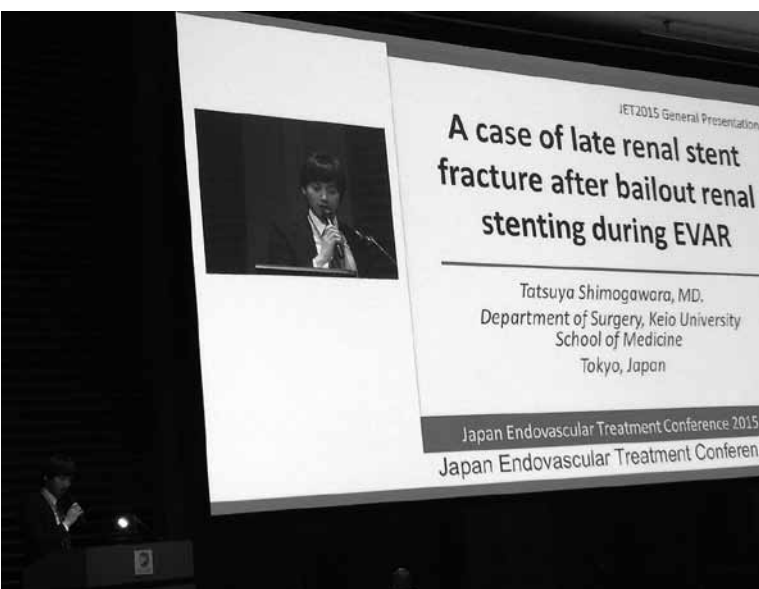 JET2015 General Presentation
A case of late renal stent
fracture after bailout renal
stenting during EVAR
Tatsuya Shimogawara, MD.
Department of Surgery, Keio University
School of Medicine
Tokyo, Japan
Japan Endovascular Treatment Conference 2015
Japan Endovascular Treatment Conferen